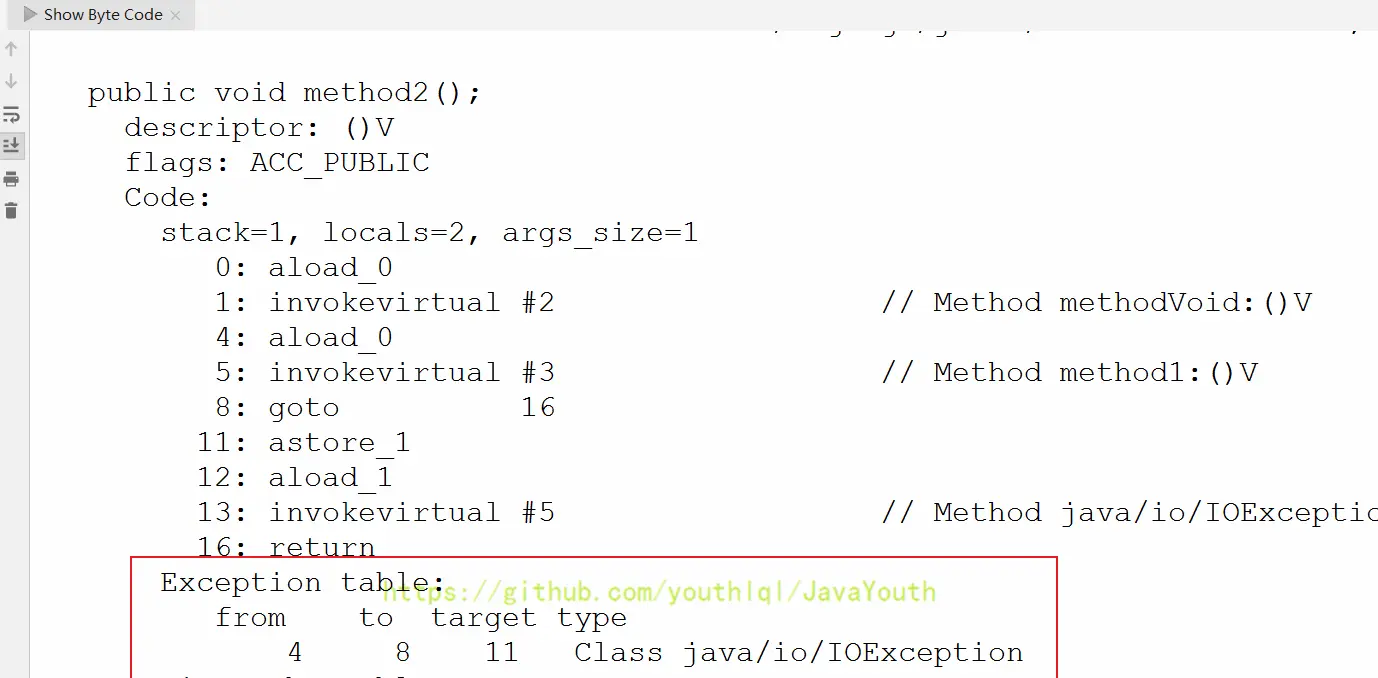 Show Byte Code
public void method2();
descriptor: ()V
flags: ACC_PUBLIC
Code:
stack=1, locals=2, args_size=1
0: aload_0
1: invokevirtual #2 // Method methodVoid:()V
4: aload_0
5: invokevirtual #3 // Method method1:()V
8: goto 16
11: astore_1
12: aload_1
13: invokevirtual #5 // Method java/io/IOExceptio
16: return
Exception table:
https://github.com/youthlql/JavaYouth
from to target type
4 8 11 Class java/io/IOException